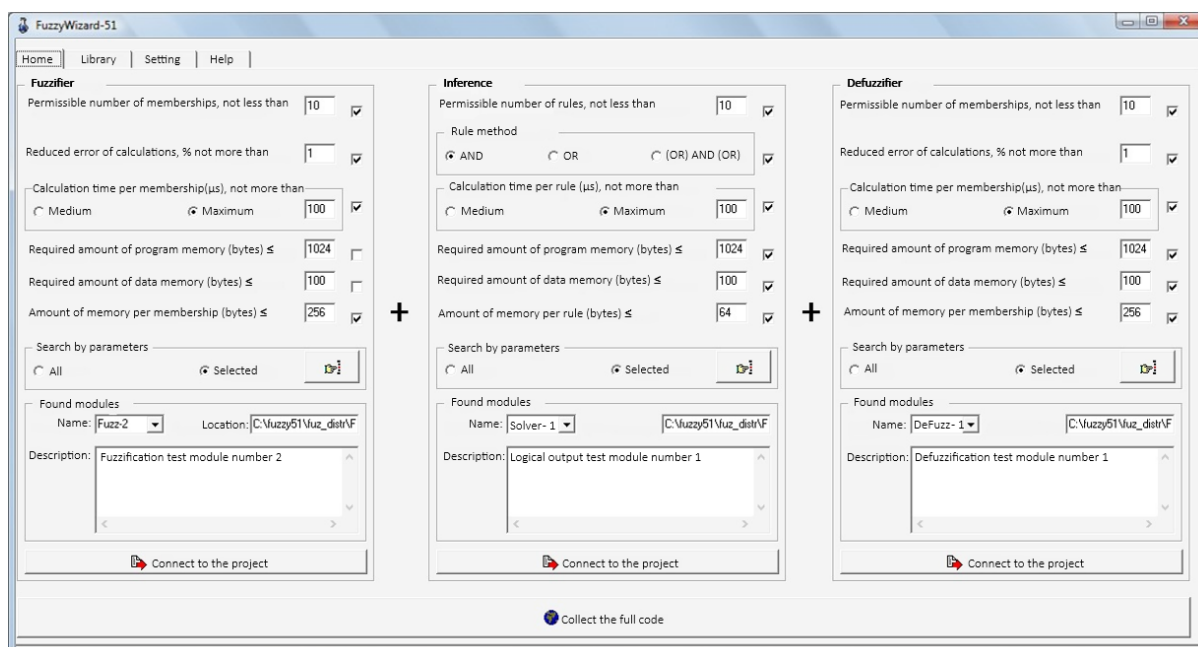 FuzzyWizard-51
Home Library Setting Help
Fuzzifier
Permissible number of memberships, not less than 10
Reduced error of calculations, % not more than 1
Calculation time per membership(µs), not more than
Medium Maximum 100
Required amount of program memory (bytes) ≤ 1024
Required amount of data memory (bytes) ≤ 100
Amount of memory per membership (bytes) ≤ 256
Search by parameters
All Selected
Found modules
Name: Fuzz-2 Location: C:\fuzzy51\fuz_distr\F
Description: Fuzzification test module number 2
Connect to the project
+
Inference
Permissible number of rules, not less than 10
Rule method
AND OR (OR) AND (OR)
Calculation time per rule (µs), not more than
Medium Maximum 100
Required amount of program memory (bytes) ≤ 1024
Required amount of data memory (bytes) ≤ 100
Amount of memory per rule (bytes) ≤ 64
Search by parameters
All Selected
Found modules
Name: Solver- 1 C:\fuzzy51\fuz_distr\F
Description: Logical output test module number 1
Connect to the project
+
Defuzzifier
Permissible number of memberships, not less than 10
Reduced error of calculations, % not more than 1
Calculation time per membership(µs), not more than
Medium Maximum 100
Required amount of program memory (bytes) ≤ 1024
Required amount of data memory (bytes) ≤ 100
Amount of memory per membership (bytes) ≤ 256
Search by parameters
All Selected
Found modules
Name: DeFuzz- 1 C:\fuzzy51\fuz_distr\F
Description: Defuzzification test module number 1
Connect to the project
Collect the full code